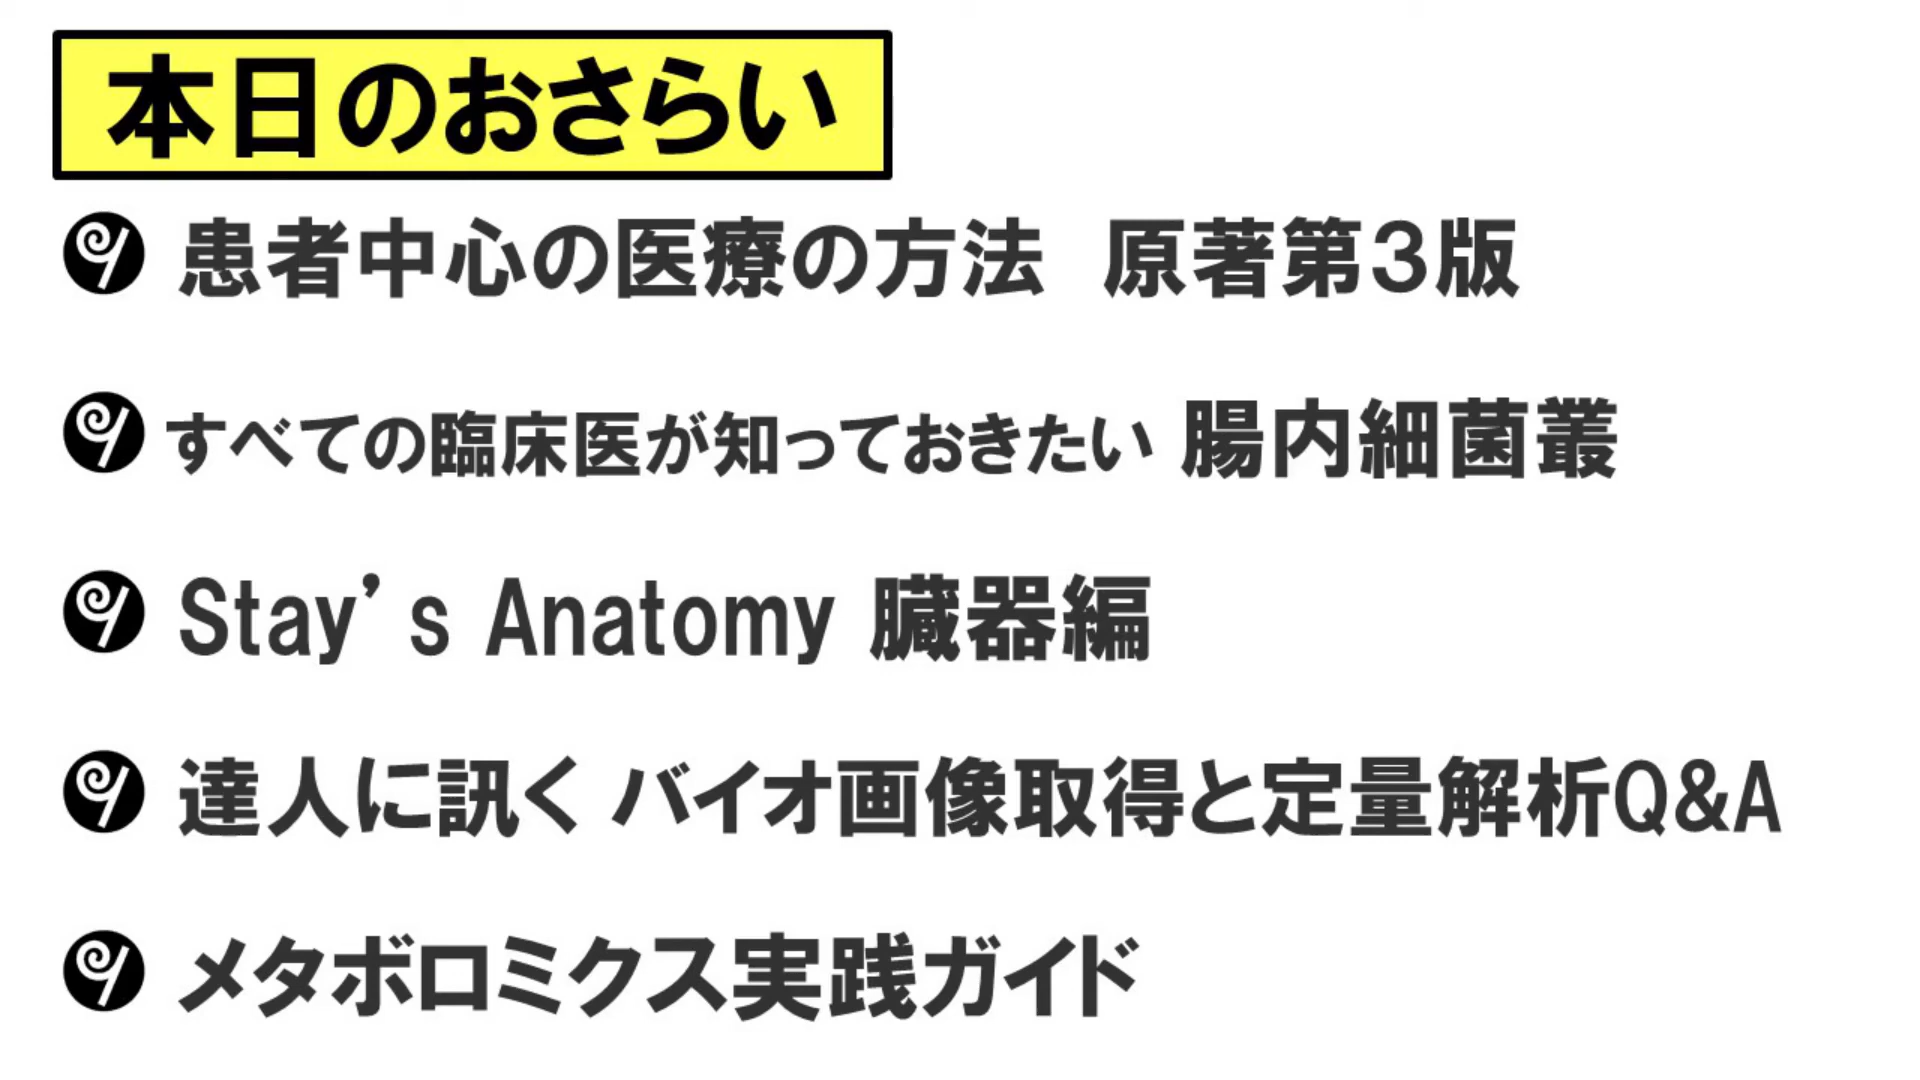 本日のおさらい
患者中心の医療の方法　原著第３版
すべての臨床医が知っておきたい 腸内細菌叢
Stay’s Anatomy 臓器編
達人に訊く バイオ画像取得と定量解析Q&A
メタボロミクス実践ガイド